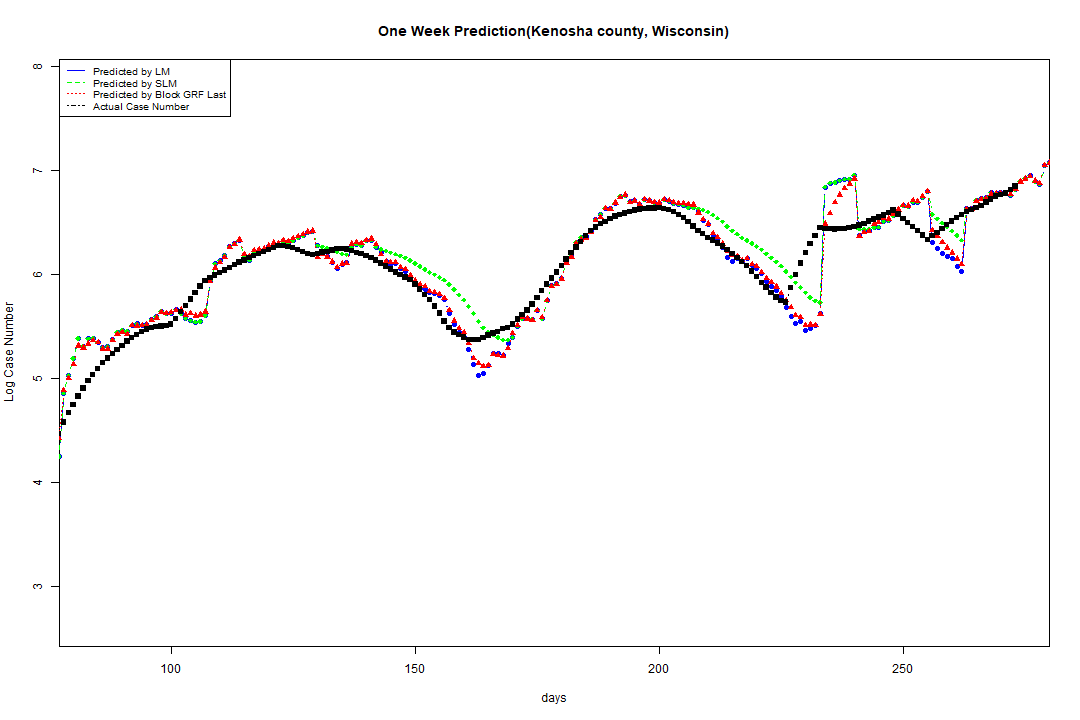 One Week Prediction(Kenosha county, Wisconsin)
Predicted by LM
Predicted by SLM
Predicted by Block GRF Last
Actual Case Number
8
7
6
5
4
3
Log Case Number
100 150 200 250
days